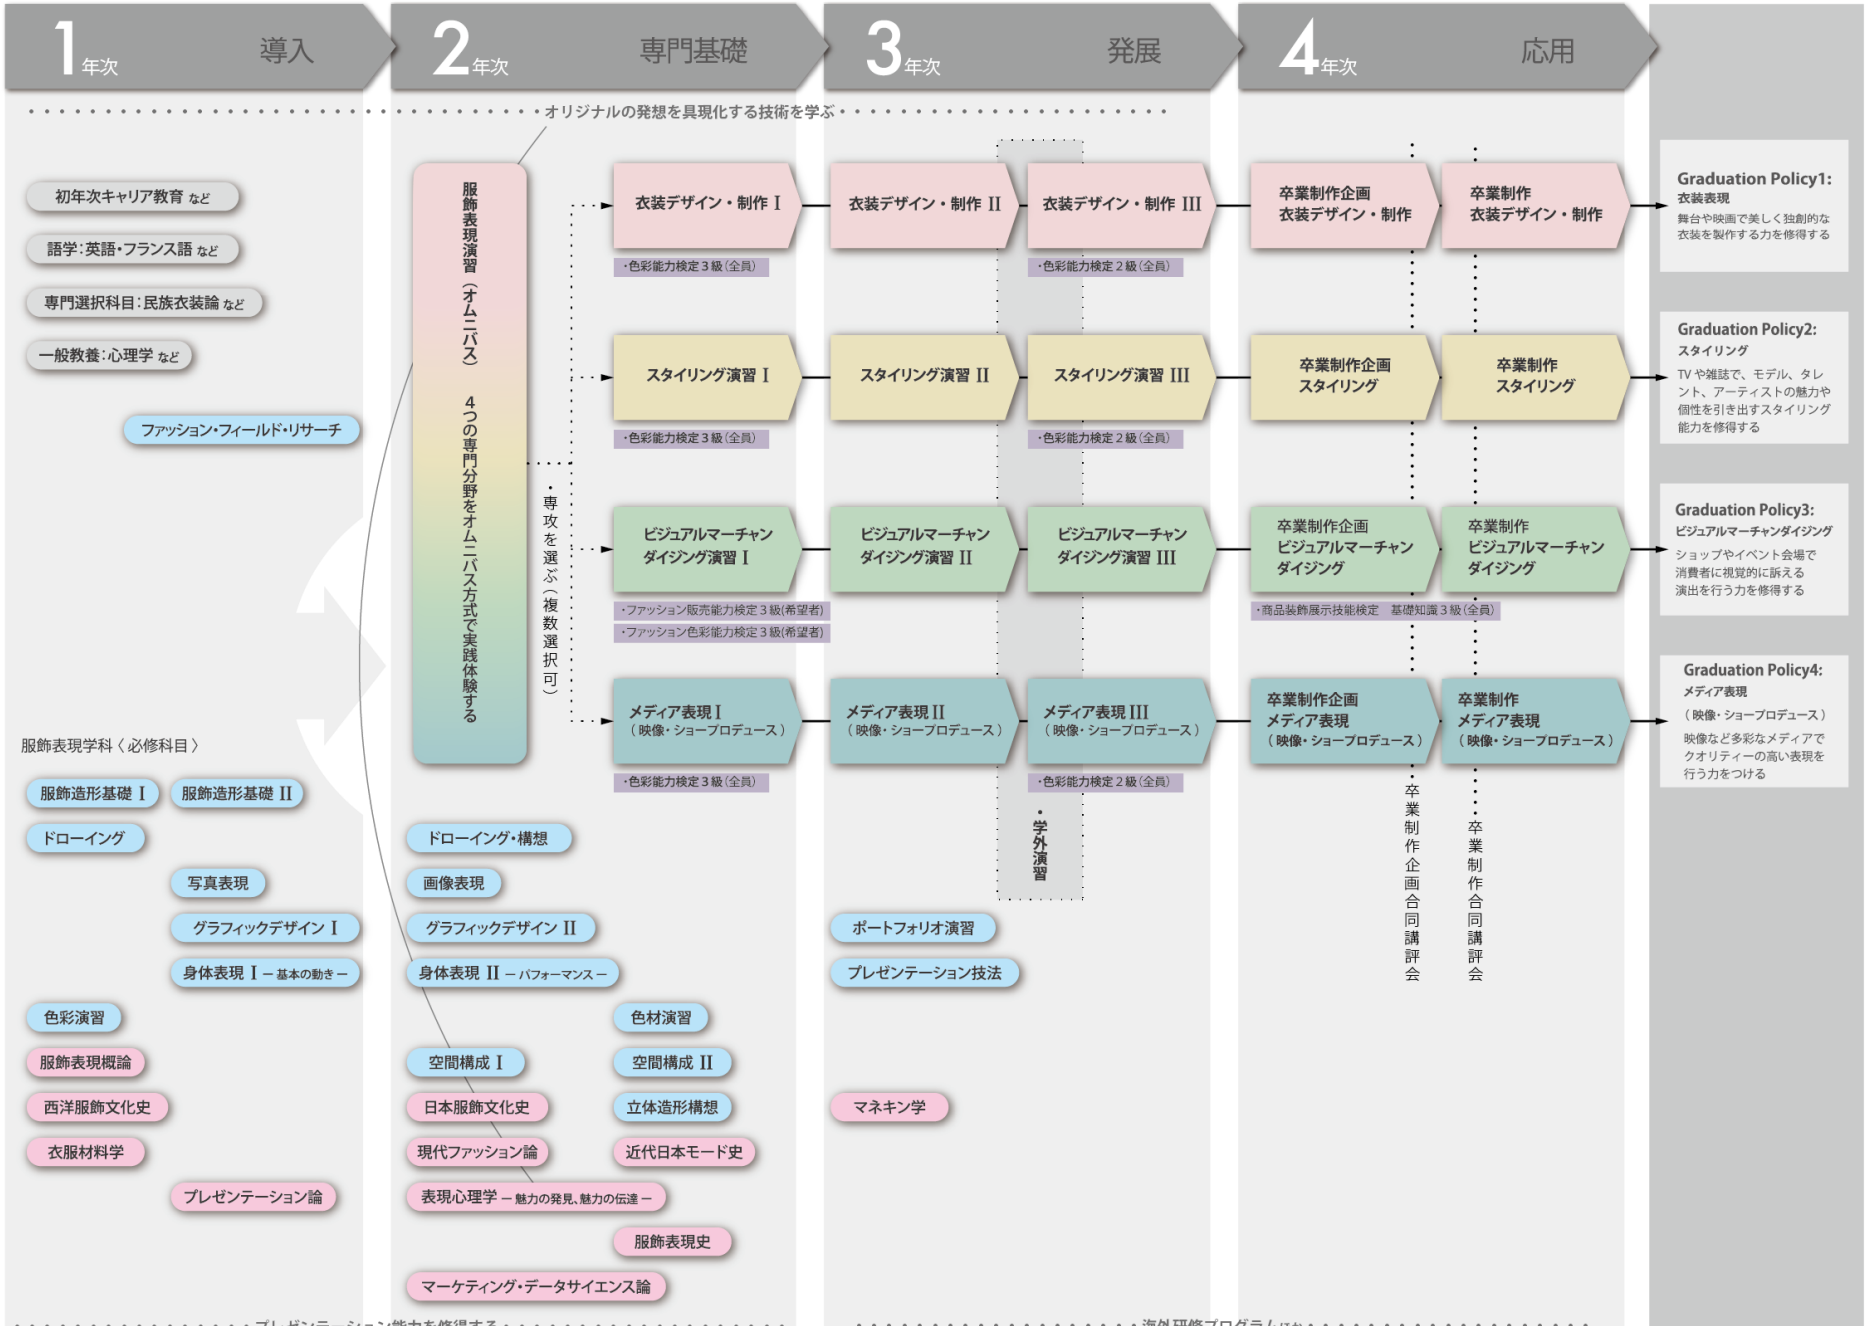 1年次 導入
2年次 専門基礎
3年次 発展
4年次 応用
オリジナルの発想を具現化する技術を学ぶ
初年次キャリア教育 など
語学:英語・フランス語 など
専門選択科目:民族衣装論 など
一般教養:心理学 など
ファッション・フィールド・リサーチ
服飾表現学科〈必修科目〉
服飾造形基礎 I
服飾造形基礎 II
ドローイング
写真表現
グラフィックデザイン I
身体表現 I ー基本の動きー
色彩演習
服飾表現概論
西洋服飾文化史
衣服材料学
プレゼンテーション論
服飾表現演習(オムニバス) 4つの専門分野をオムニバス方式で実践体験する
・専攻を選ぶ(複数選択可)
衣装デザイン・制作 I
・色彩能力検定3級(全員)
スタイリング演習 I
・色彩能力検定3級(全員)
ビジュアルマーチャン
ダイジング演習 I
・ファッション販売能力検定3級(希望者)
・ファッション色彩能力検定3級(希望者)
メディア表現 I
(映像・ショープロデュース)
・色彩能力検定3級(全員)
ドローイング・構想
画像表現
グラフィックデザイン II
身体表現 II ーパフォーマンスー
色材演習
空間構成 I
空間構成 II
日本服飾文化史
立体造形構想
現代ファッション論
近代日本モード史
表現心理学 ー魅力の発見、魅力の伝達ー
服飾表現史
マーケティング・データサイエンス論
衣装デザイン・制作 II
衣装デザイン・制作 III
・色彩能力検定2級(全員)
スタイリング演習 II
スタイリング演習 III
・色彩能力検定2級(全員)
ビジュアルマーチャン
ダイジング演習 II
ビジュアルマーチャン
ダイジング演習 III
メディア表現 II
(映像・ショープロデュース)
メディア表現 III
(映像・ショープロデュース)
・色彩能力検定2級(全員)
・学外演習
ポートフォリオ演習
プレゼンテーション技法
マネキン学
卒業制作企画
衣装デザイン・制作
卒業制作
衣装デザイン・制作
卒業制作企画
スタイリング
卒業制作
スタイリング
卒業制作企画
ビジュアルマーチャン
ダイジング
卒業制作
ビジュアルマーチャン
ダイジング
・商品装飾展示技能検定 基礎知識3級(全員)
卒業制作企画
メディア表現
(映像・ショープロデュース)
卒業制作
メディア表現
(映像・ショープロデュース)
卒業制作企画合同講評会
卒業制作合同講評会
Graduation Policy1:
衣装表現
舞台や映画で美しく独創的な
衣装を製作する力を修得する
Graduation Policy2:
スタイリング
TVや雑誌で、モデル、タレ
ント、アーティストの魅力や
個性を引き出すスタイリング
能力を修得する
Graduation Policy3:
ビジュアルマーチャンダイジング
ショップやイベント会場で
消費者に視覚的に訴える
演出を行う力を修得する
Graduation Policy4:
メディア表現
(映像・ショープロデュース)
映像など多彩なメディアで
クオリティーの高い表現を
行う力をつける
プレゼンテーション能力を修得する
海外研修プログラム